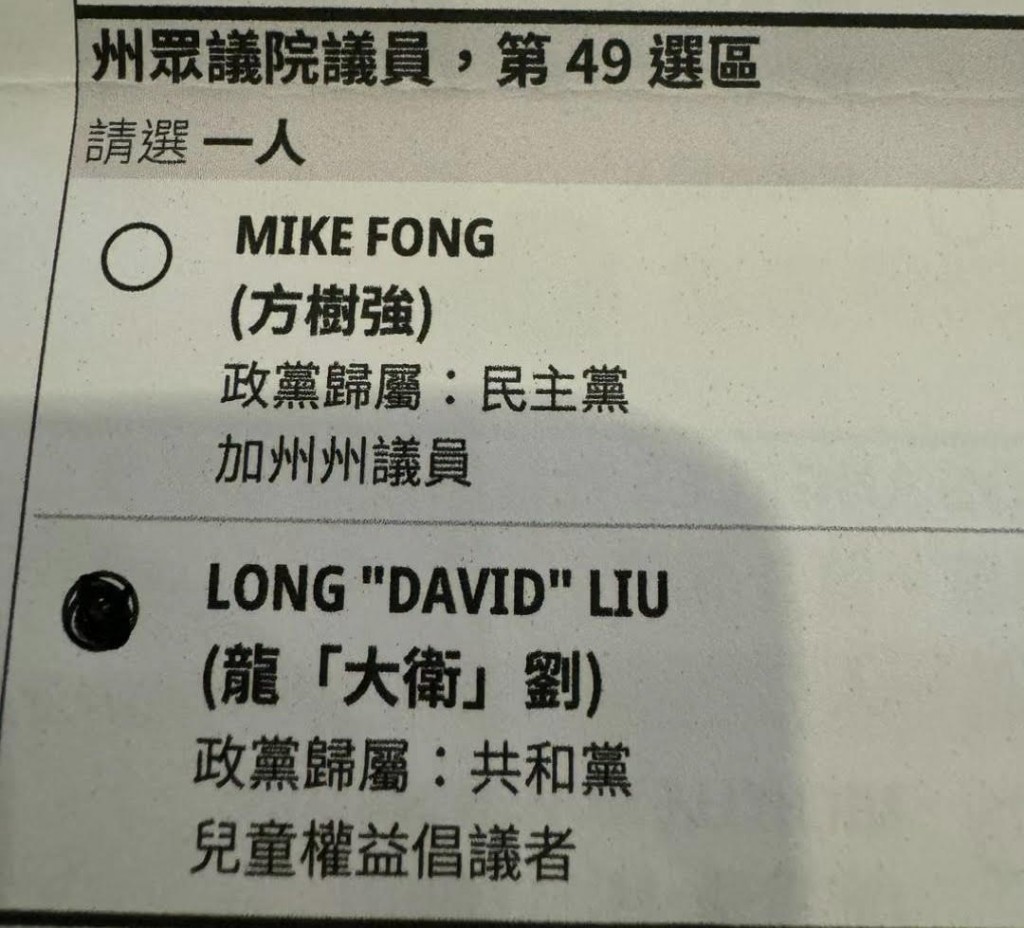 州眾議院議員，第 49 選區
請選 一人
MIKE FONG
(方樹強)
政黨歸屬：民主黨
加州州議員
LONG "DAVID" LIU
(龍「大衛」劉)
政黨歸屬：共和黨
兒童權益倡議者